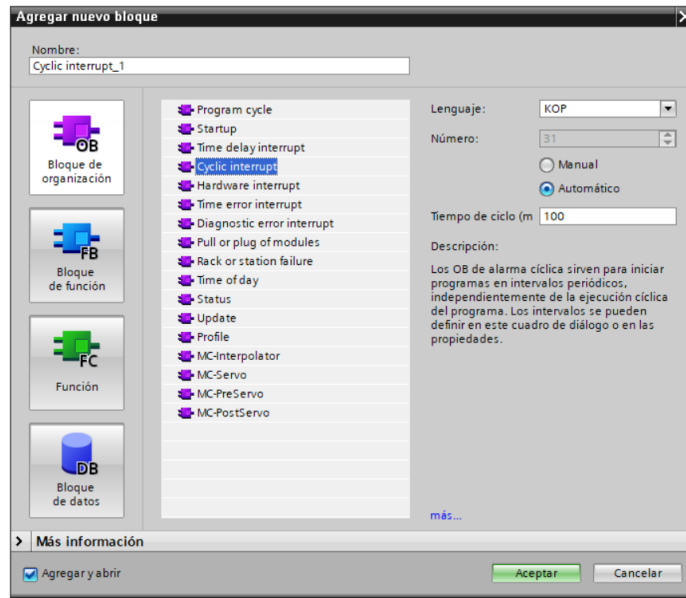 Agregar nuevo bloque
Nombre:
Cyclic interrupt_1
OB
Bloque de
organización
FB
Bloque
de función
FC
Función
DB
Bloque
de datos
Program cycle
Startup
Time delay interrupt
Cyclic interrupt
Hardware interrupt
Time error interrupt
Diagnostic error interrupt
Pull or plug of modules
Rack or station failure
Time of day
Status
Update
Profile
MC-Interpolator
MC-Servo
MC-PreServo
MC-PostServo
Lenguaje: KOP
Número: 31
Manual
Automático
Tiempo de ciclo (m 100
Descripción:
Los OB de alarma cíclica sirven para iniciar
programas en intervalos periódicos,
independientemente de la ejecución cíclica
del programa. Los intervalos se pueden
definir en este cuadro de diálogo o en las
propiedades.
más...
Más información
Agregar y abrir
Aceptar
Cancelar